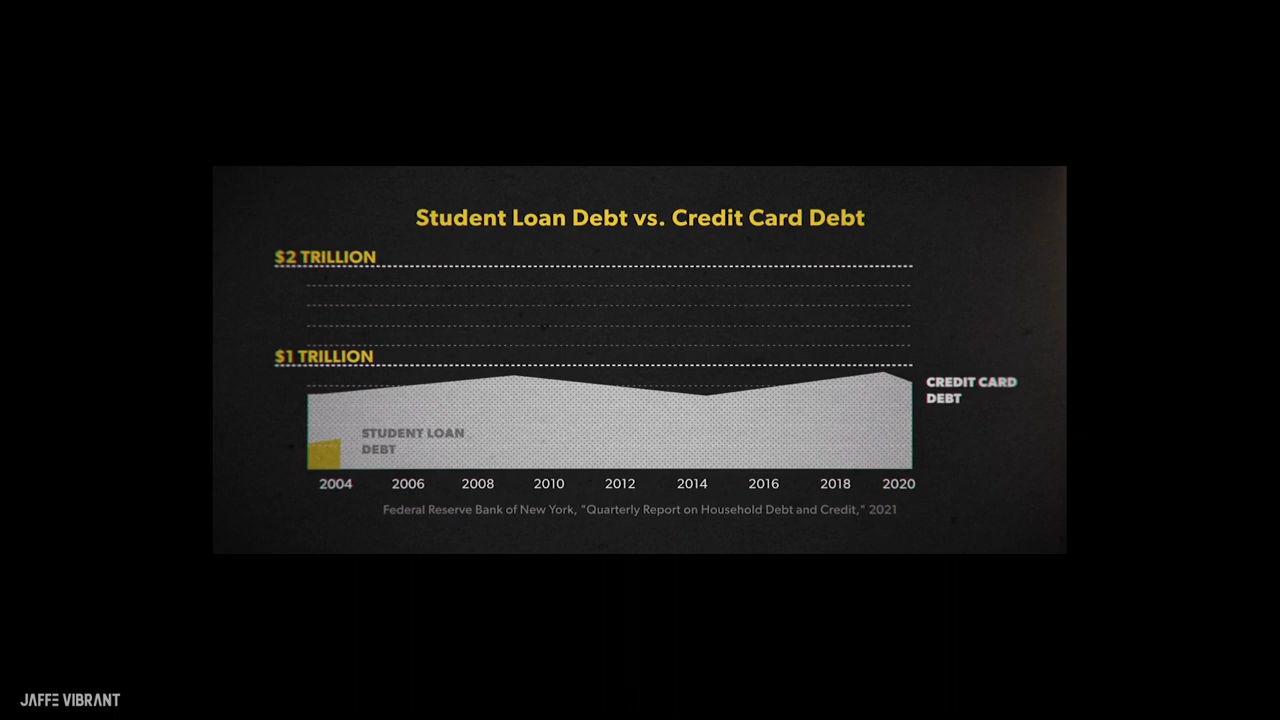 Student Loan Debt vs. Credit Card Debt
$2 TRILLION
$1 TRILLION
CREDIT CARD
DEBT
STUDENT LOAN
DEBT
2004 2006 2008 2010 2012 2014 2016 2018 2020
Federal Reserve Bank of New York, "Quarterly Report on Household Debt and Credit," 2021
JAFFE VIBRANT